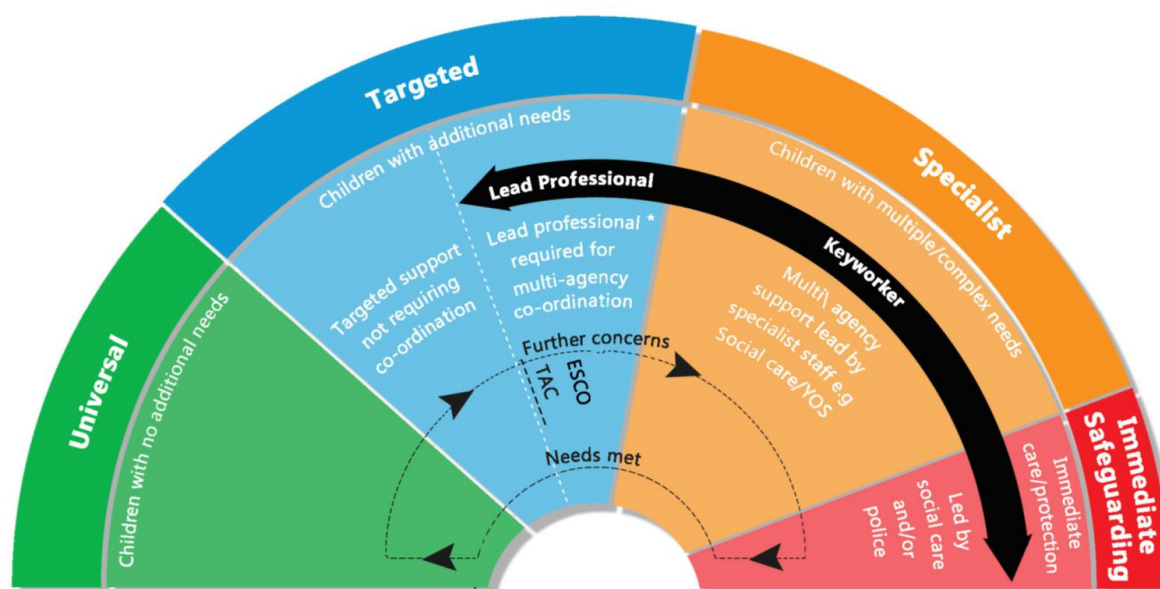 Universal
Children with no additional needs
Targeted
Children with additional needs
Targeted support
not requiring
co-ordination
Lead professional *
required for
multi-agency
co-ordination
Lead Professional
Keyworker
Further concerns
ESCO
TAC
Needs met
Specialist
Children with multiple/complex needs
Multi\ agency
support lead by
specialist staff e.g
Social care/YOS
Immediate
Safeguarding
Immediate
care/protection
Led by
social care
and/or
police